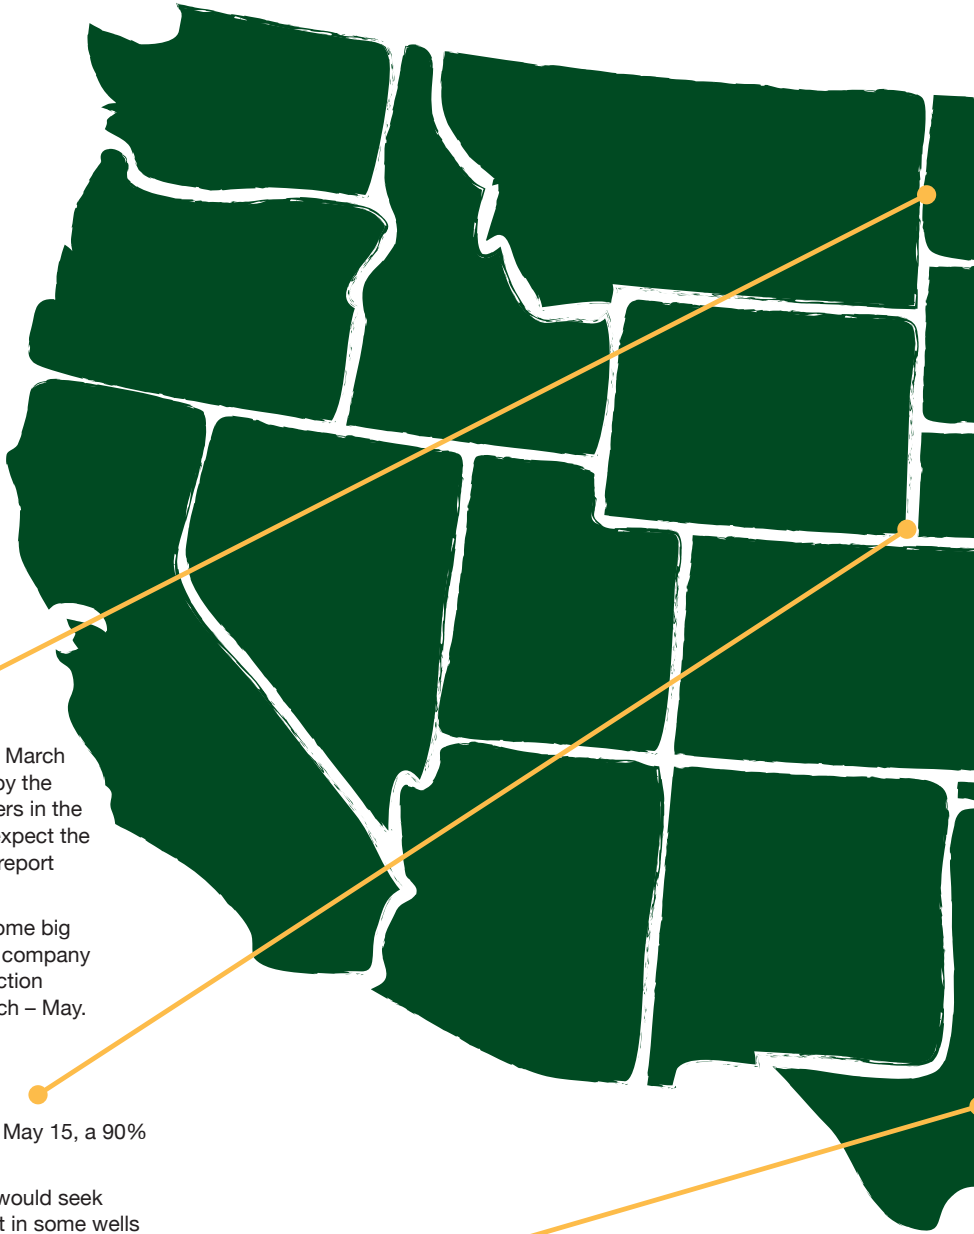 March
by the
ers in the
expect the
report
ome big
company
ction
ch – May.
May 15, a 90%
would seek
t in some wells